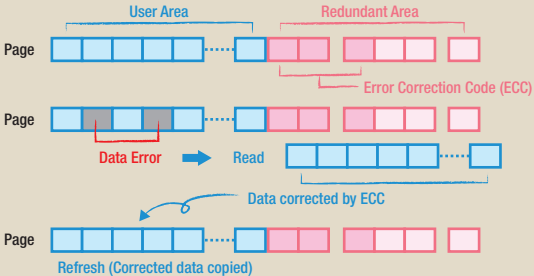 User Area
Redundant Area
Page
Error Correction Code (ECC)
Page
Data Error
Read
Data corrected by ECC
Page
Refresh (Corrected data copied)